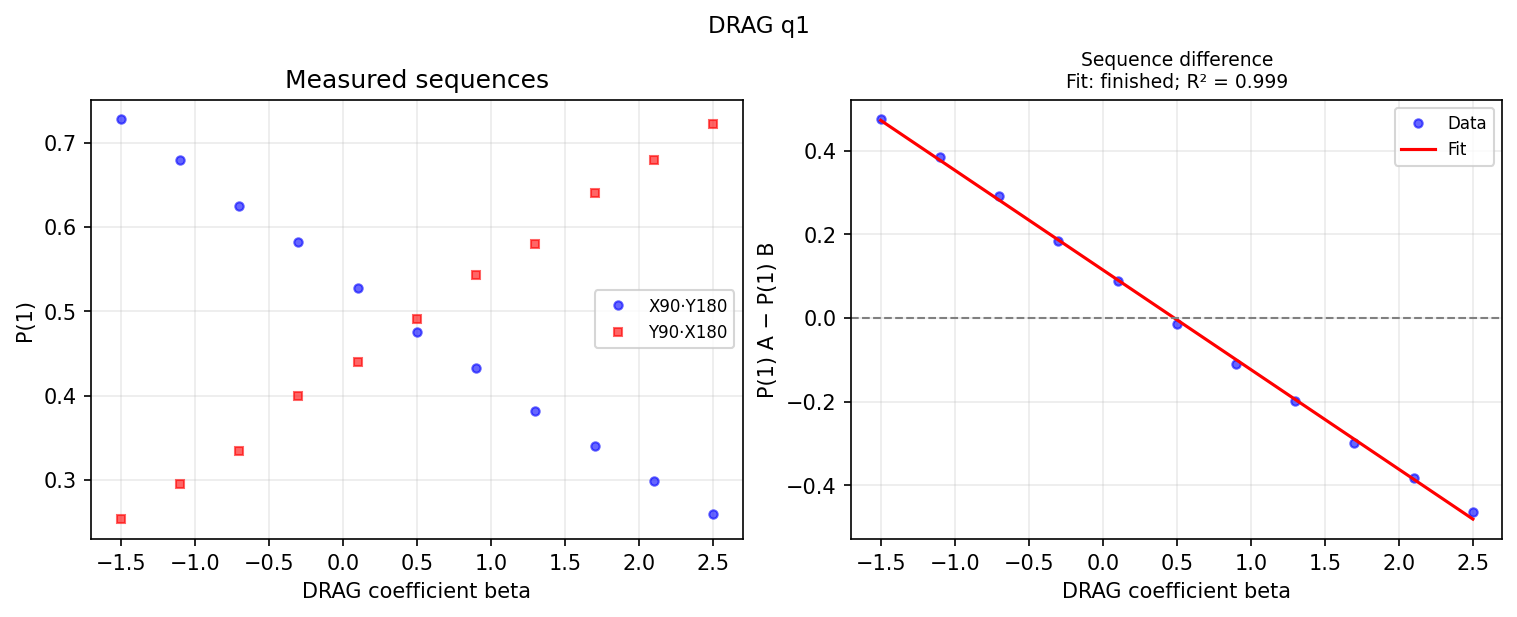 DRAG q1
Measured sequences
P(1)
0.7
0.6
0.5
0.4
0.3
X90·Y180
Y90·X180
−1.5 −1.0 −0.5 0.0 0.5 1.0 1.5 2.0 2.5
DRAG coefficient beta
Sequence difference
Fit: finished; R² = 0.999
P(1) A − P(1) B
0.4
0.2
0.0
−0.2
−0.4
Data
Fit
−1.5 −1.0 −0.5 0.0 0.5 1.0 1.5 2.0 2.5
DRAG coefficient beta